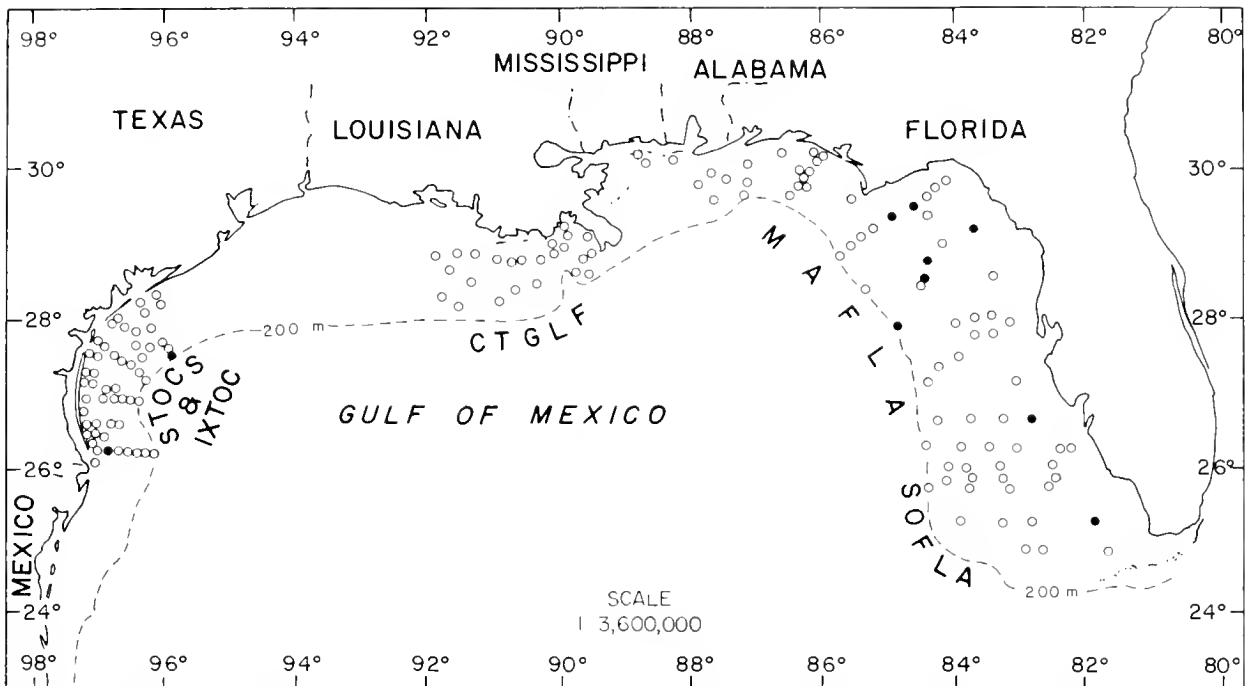 98° 96° 94° 92° 90° 88° 86° 84° 82° 80°
MISSISSIPPI ALABAMA
TEXAS LOUISIANA FLORIDA
30° 30°
MAFLA
28° 200 m CTGLF 28°
STOCS
&
IXTOC
GULF OF MEXICO
26° 26°
SOFLA
MEXICO
SCALE
1 3,600,000
200 m
24° 24°
98° 96° 94° 92° 90° 88° 86° 84° 82° 80°